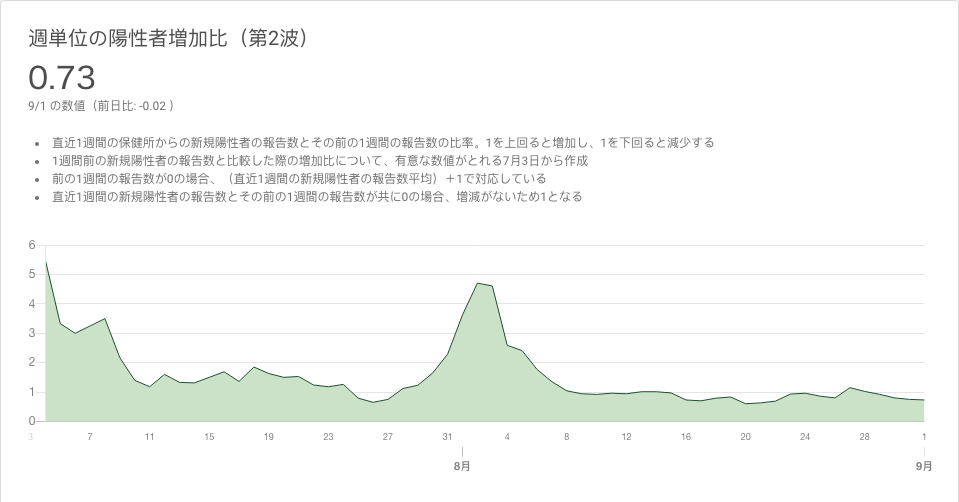 週単位の陽性者増加比（第2波）
0.73
9/1 の数値（前日比: -0.02 ）
• 直近1週間の保健所からの新規陽性者の報告数とその前の1週間の報告数の比率。1を上回ると増加し、1を下回ると減少する
• 1週間前の新規陽性者の報告数と比較した際の増加比について、有意な数値がとれる7月3日から作成
• 前の1週間の報告数が0の場合、（直近1週間の新規陽性者の報告数平均）＋1で対応している
• 直近1週間の新規陽性者の報告数とその前の1週間の報告数が共に0の場合、増減がないため1となる
6
5
4
3
2
1
0
3 7 11 15 19 23 27 31 4 8 12 16 20 24 28 1
8月 9月